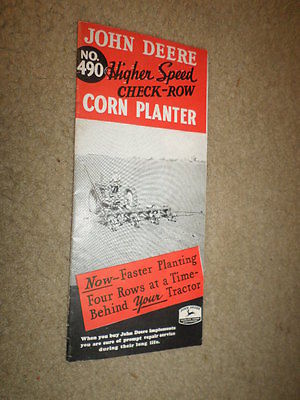 JOHN DEERE
NO. 490 Higher Speed
CHECK-ROW
CORN PLANTER
Now-Faster Planting
Four Rows at a Time-
Behind Your Tractor
When you buy John Deere Implements
you are sure of prompt repair service
during their long life.